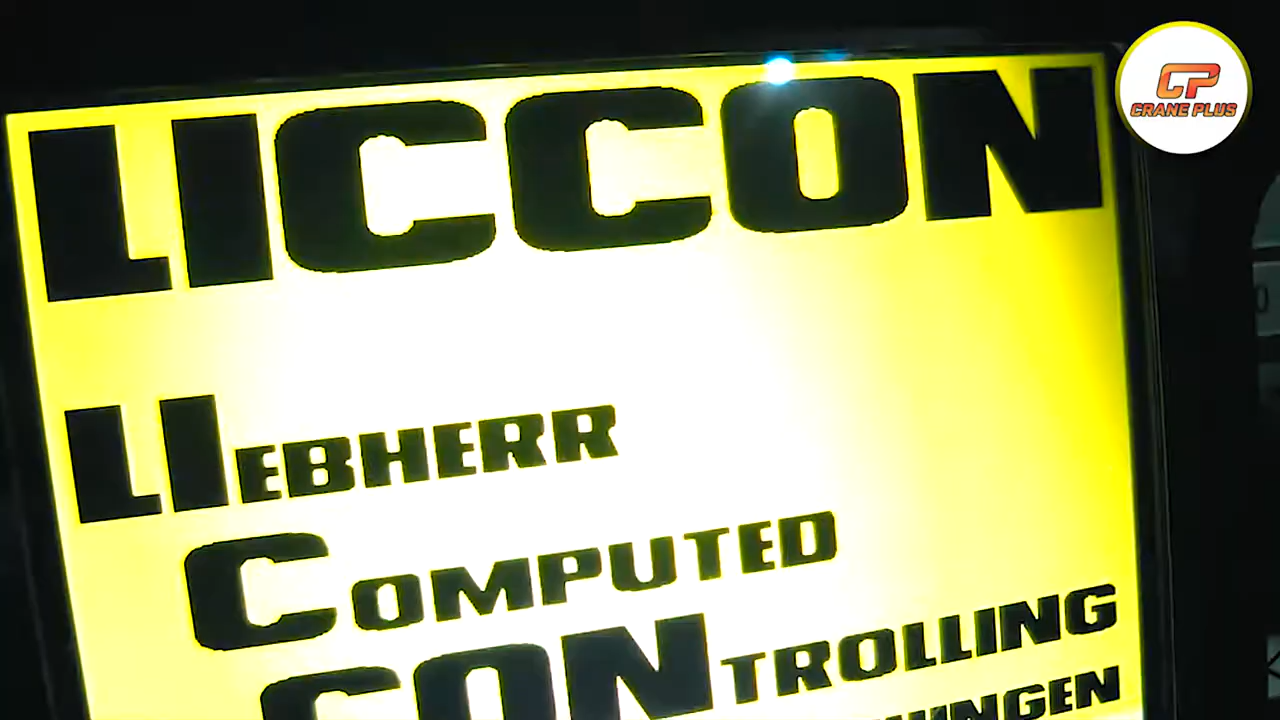 LICCON
LIEBHERR
COMPUTED
CONTROLLING
CP
CRANE PLUS